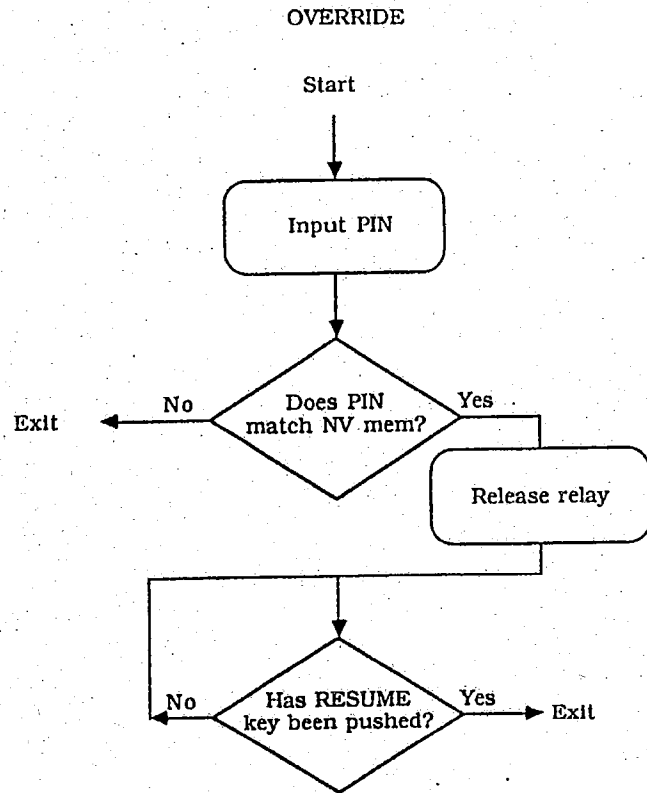 OVERRIDE
Start
Input PIN
Does PIN
match NV mem?
No
Yes
Exit
Release relay
Has RESUME
key been pushed?
No
Yes
Exit